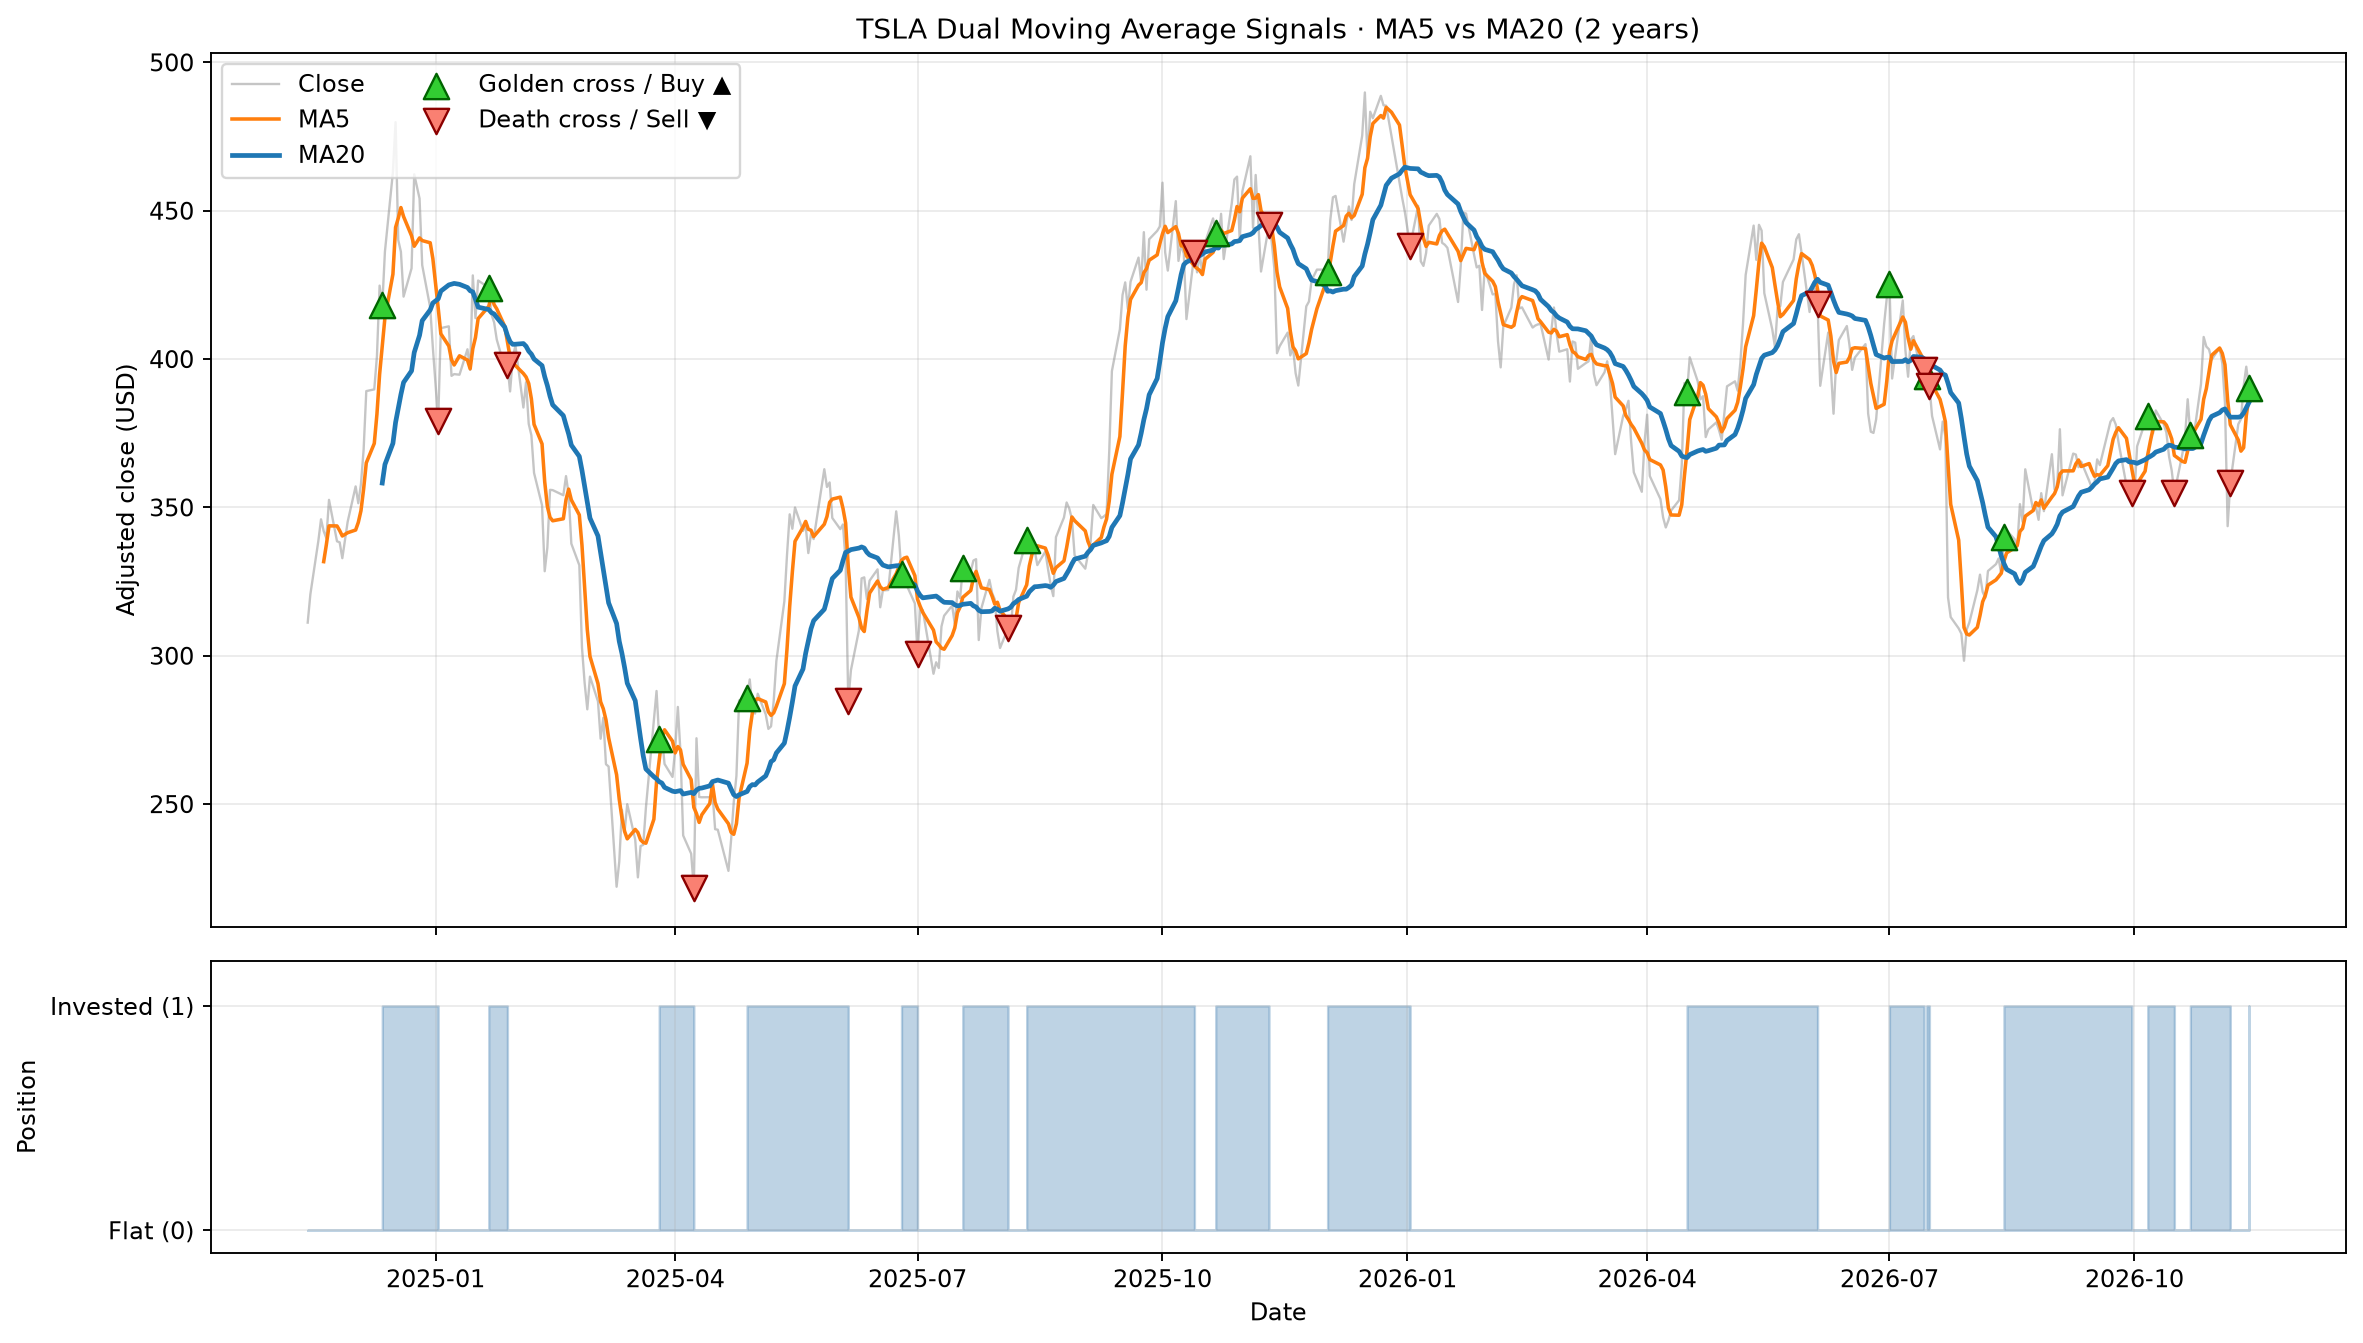 TSLA Dual Moving Average Signals · MA5 vs MA20 (2 years)
Close
MA5
MA20
Golden cross / Buy ▲
Death cross / Sell ▼
Adjusted close (USD)
500
450
400
350
300
250
Position
Invested (1)
Flat (0)
2025-01
2025-04
2025-07
2025-10
2026-01
2026-04
2026-07
2026-10
Date